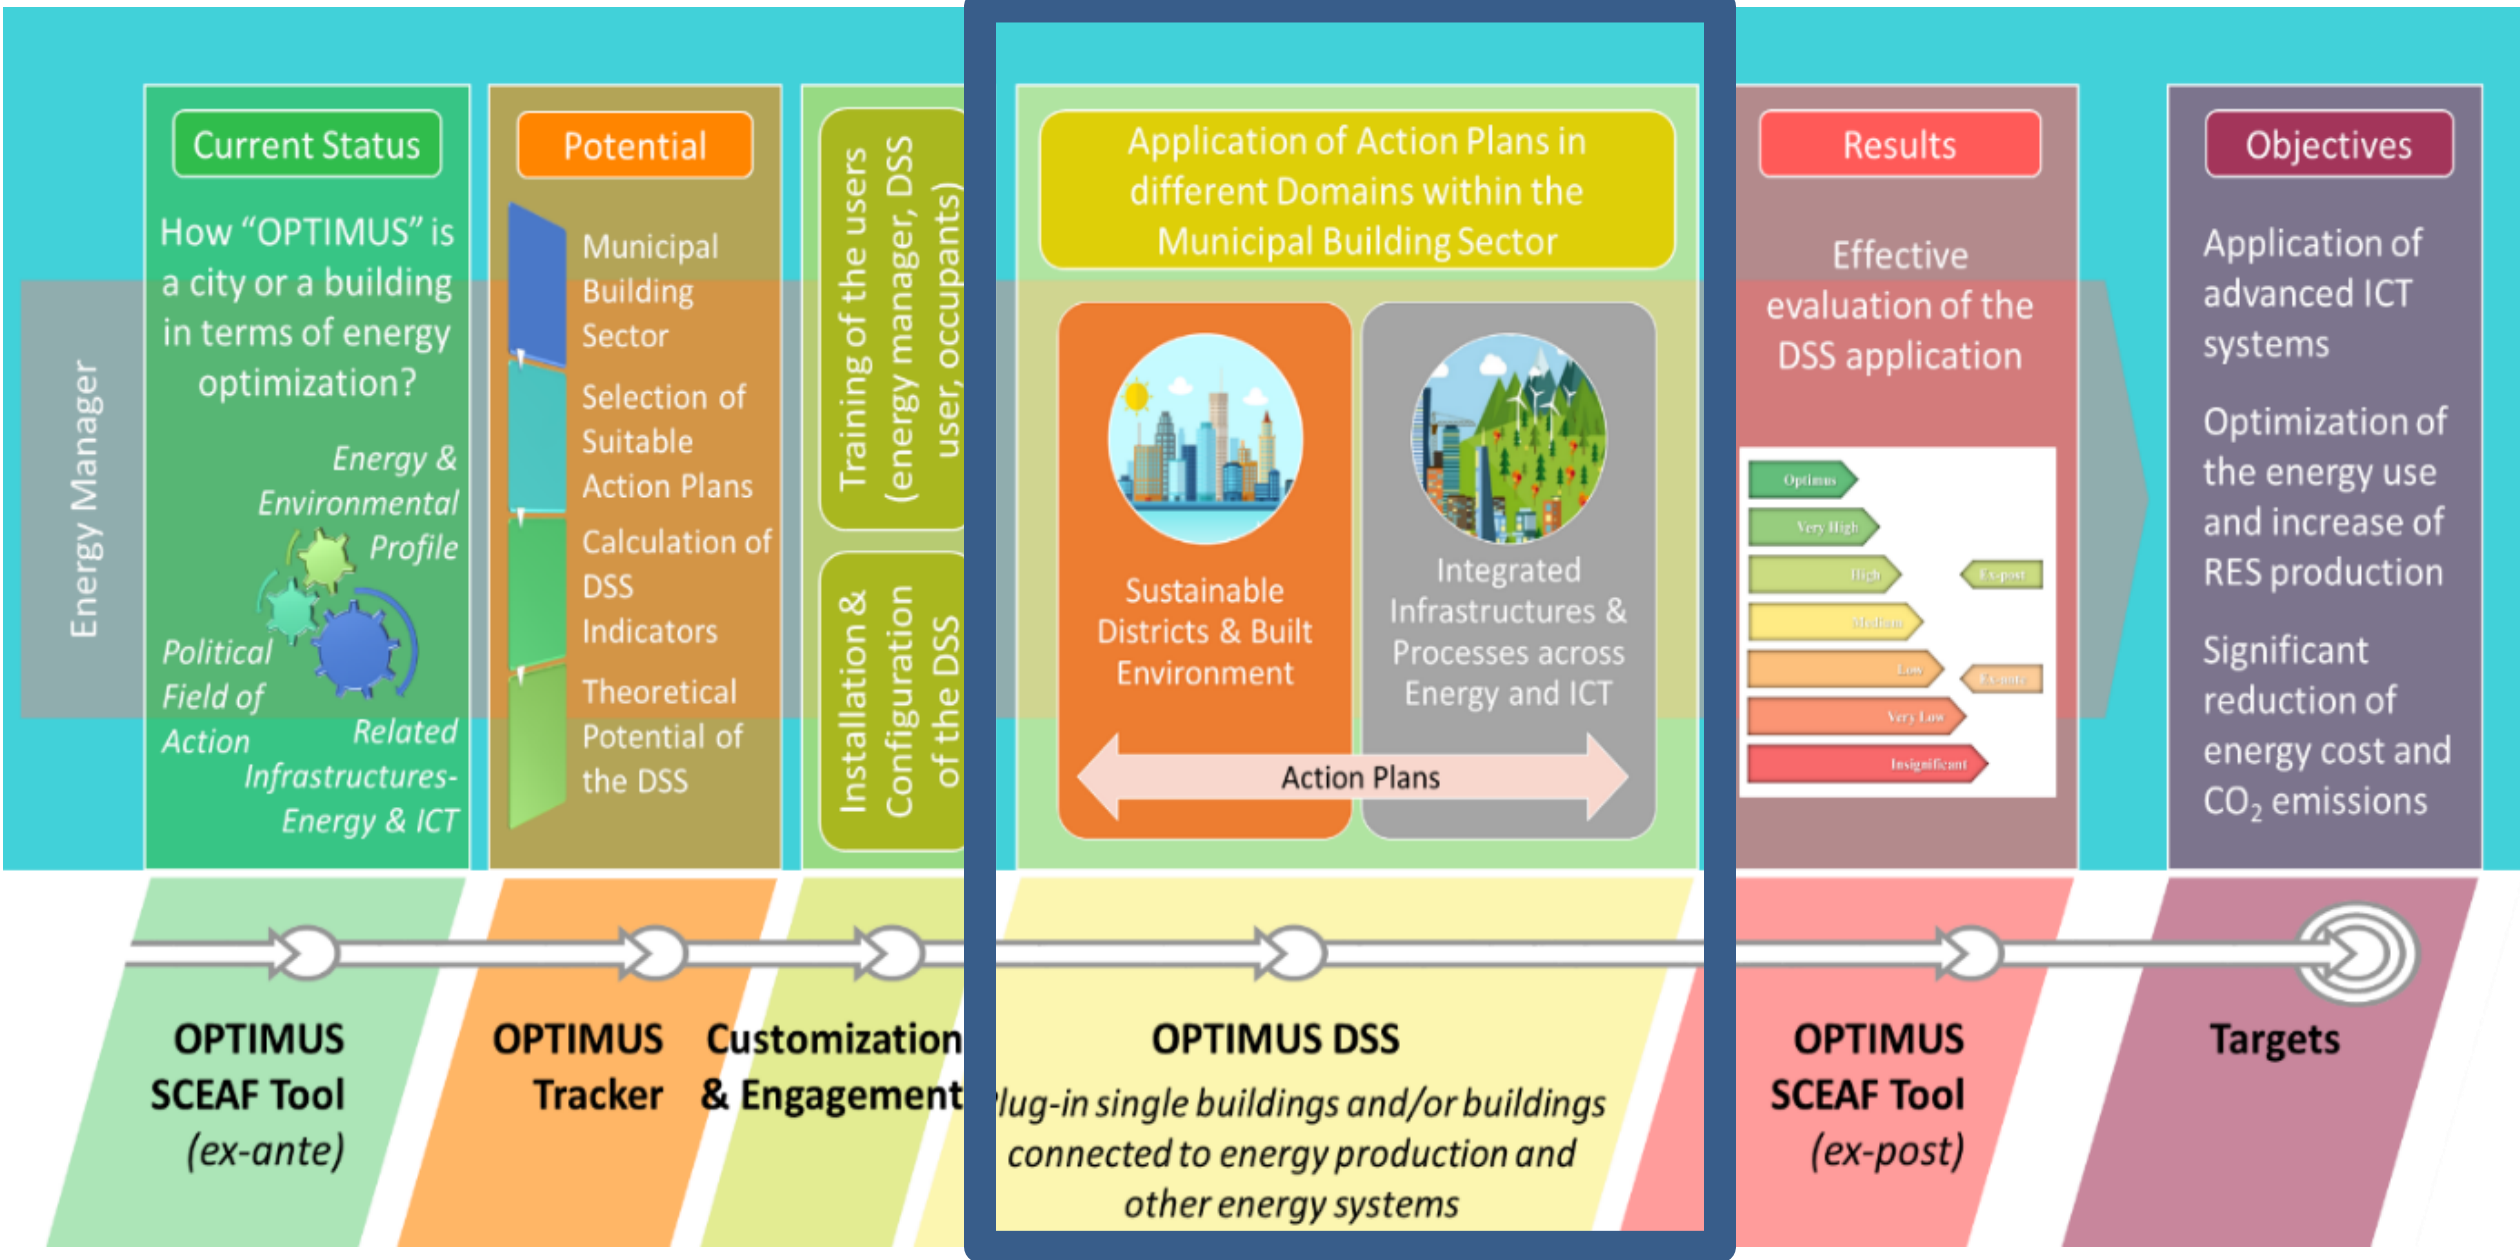 Energy Manager
Current Status
How “OPTIMUS” is
a city or a building
in terms of energy
optimization?
Energy &
Environmental
Profile
Political
Field of
Action
Related
Infrastructures-
Energy & ICT
Potential
Municipal
Building
Sector
Selection of
Suitable
Action Plans
Calculation of
DSS
Indicators
Theoretical
Potential of
the DSS
Training of the users
(energy manager, DSS
user, occupants)
Installation &
Configuration
of the DSS
Application of Action Plans in
different Domains within the
Municipal Building Sector
Sustainable
Districts & Built
Environment
Integrated
Infrastructures &
Processes across
Energy and ICT
Action Plans
Results
Effective
evaluation of the
DSS application
Optimus
Very High
High
Medium
Low
Very Low
Insignificant
Ex-post
Ex-ante
Objectives
Application of
advanced ICT
systems
Optimization of
the energy use
and increase of
RES production
Significant
reduction of
energy cost and
CO₂ emissions
OPTIMUS
SCEAF Tool
(ex-ante)
OPTIMUS
Tracker
Customization
& Engagement
OPTIMUS DSS
lug-in single buildings and/or buildings
connected to energy production and
other energy systems
OPTIMUS
SCEAF Tool
(ex-post)
Targets